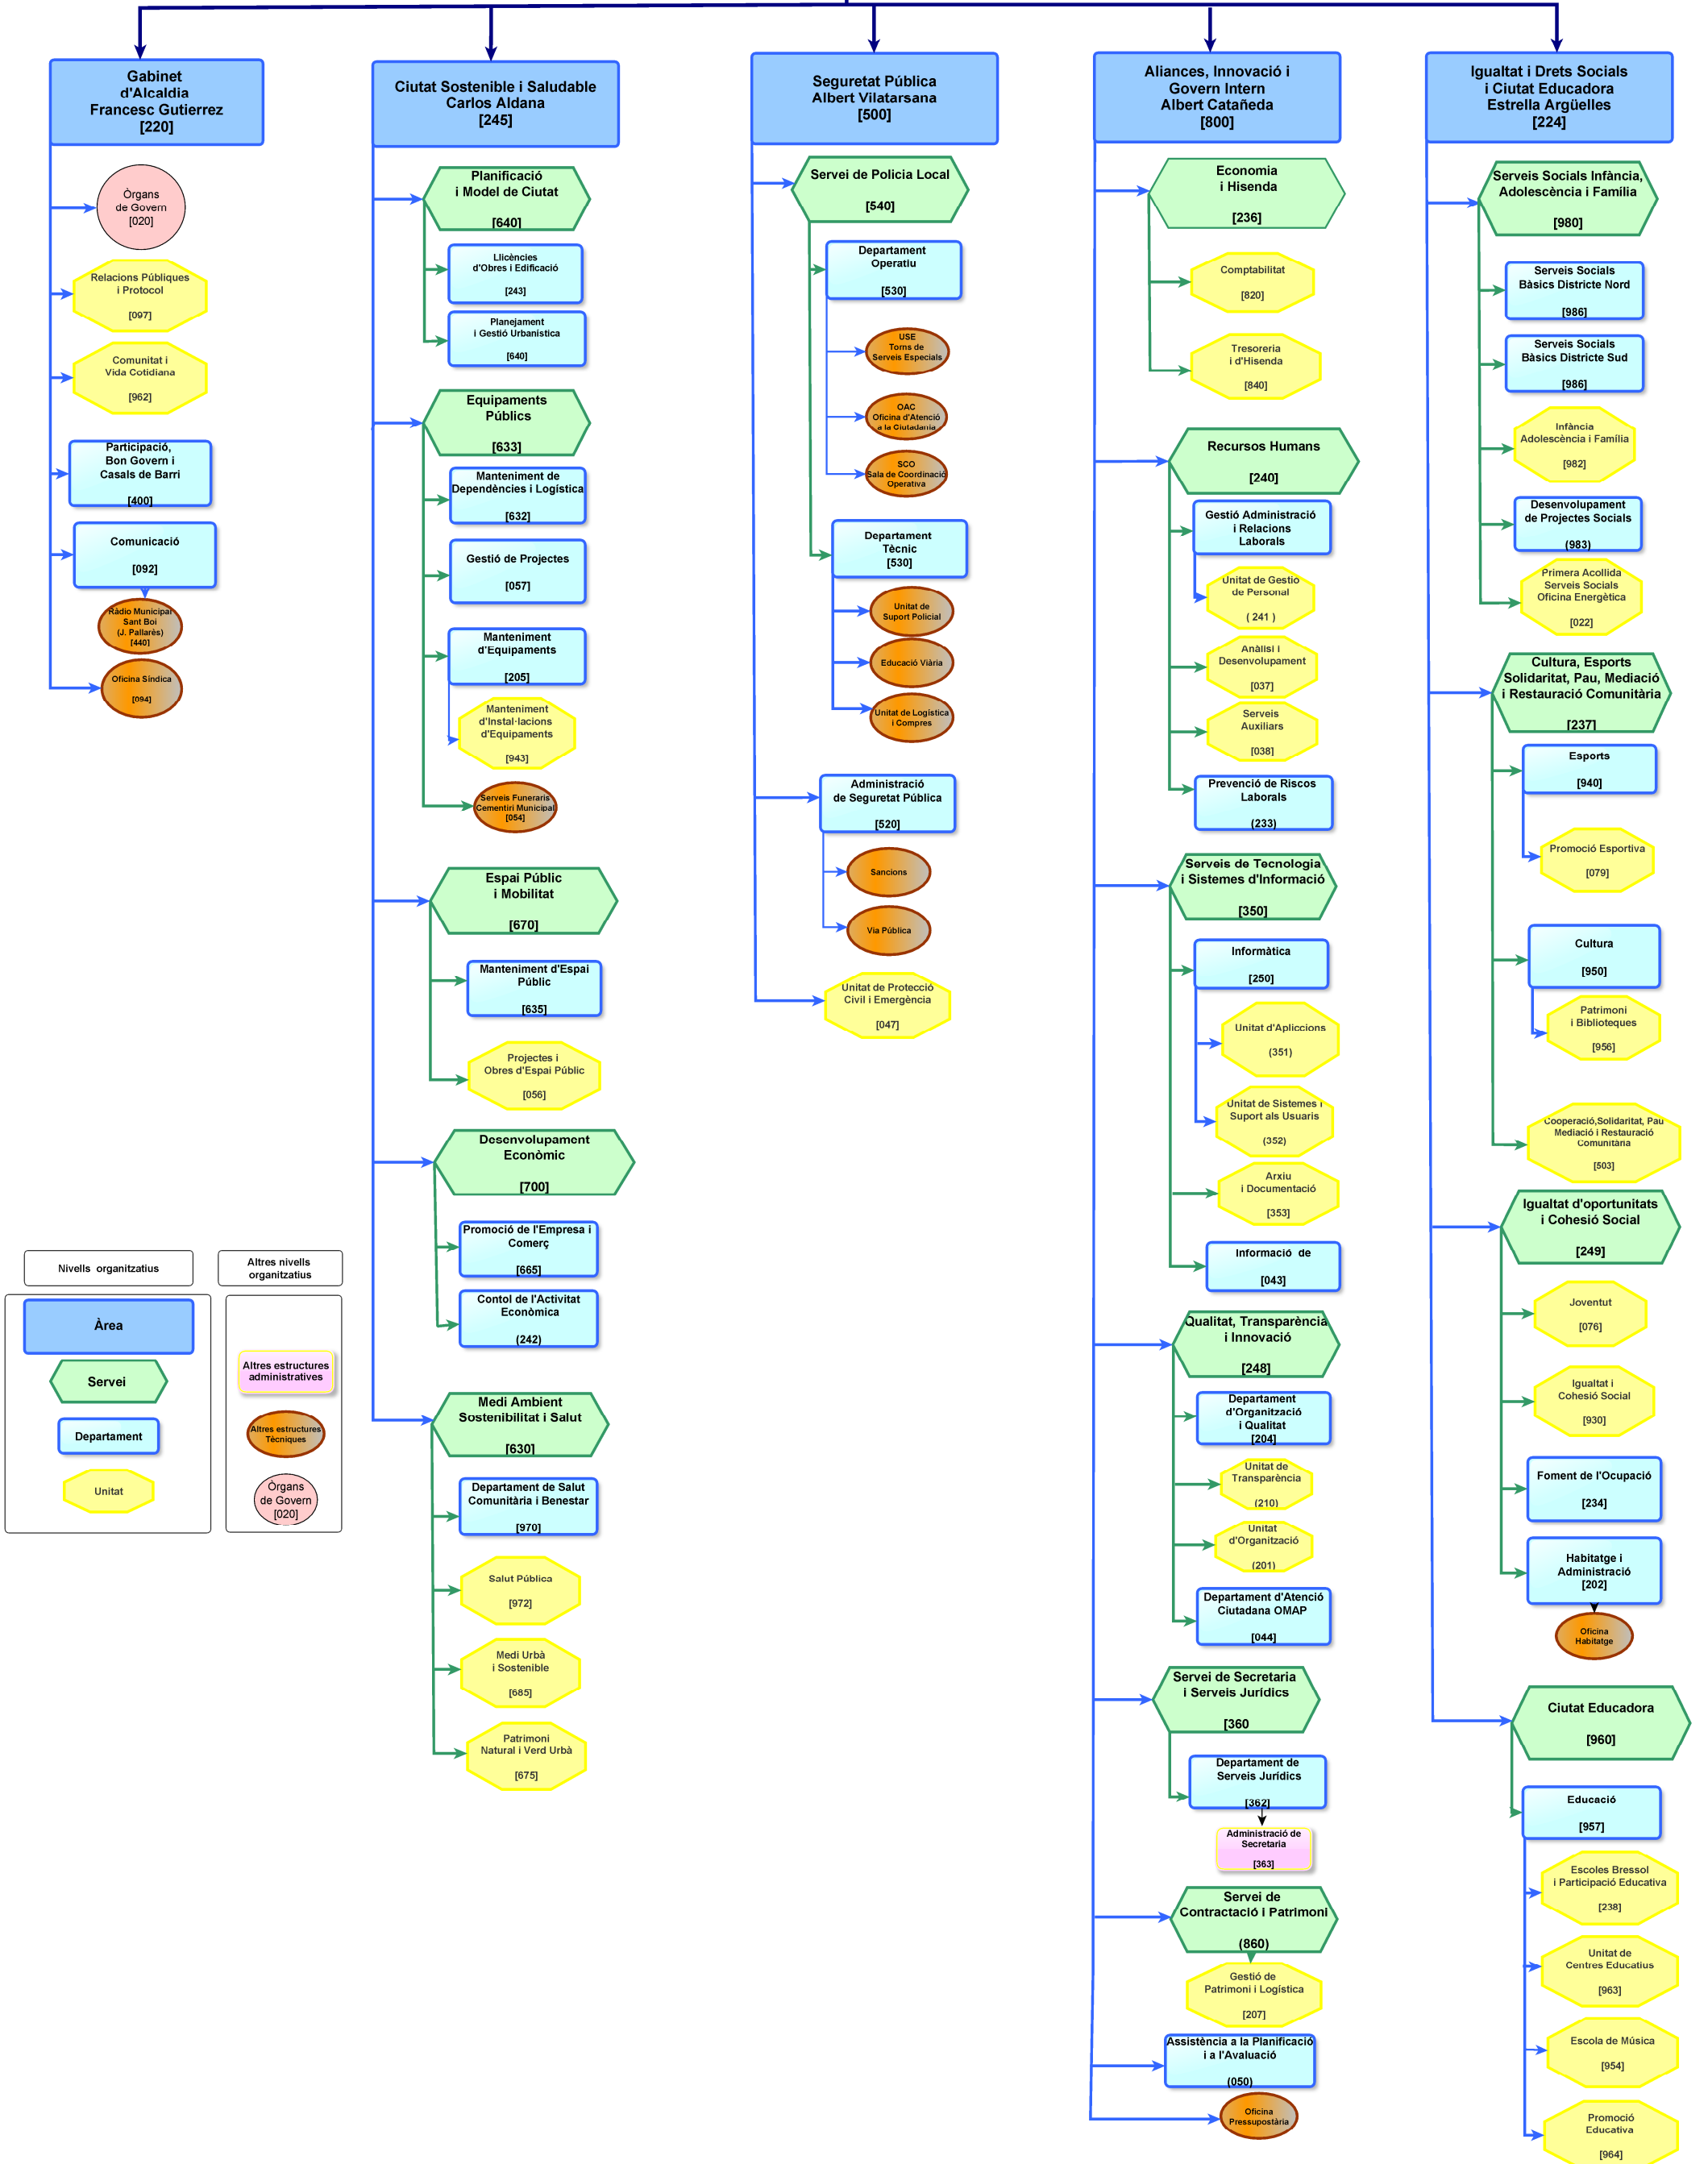 Gabinet
d'Alcaldia
Francesc Gutierrez
[220]
Òrgans
de Govern
[020]
Relacions Públiques
i Protocol
[097]
Comunitat i
Vida Cotidiana
[962]
Participació,
Bon Govern i
Casals de Barri
[400]
Comunicació
[092]
Ràdio Municipal
Sant Boi
(J. Pallarès)
[440]
Oficina Síndica
[094]
Ciutat Sostenible i Saludable
Carlos Aldana
[245]
Planificació
i Model de Ciutat
[640]
Llicències
d'Obres i Edificació
[243]
Planejament
i Gestió Urbanística
[640]
Equipaments
Públics
[633]
Manteniment de
Dependències i Logística
[632]
Gestió de Projectes
[057]
Manteniment
d'Equipaments
[205]
Manteniment
d'Instal·lacions
d'Equipaments
[943]
Serveis Funeraris
Cementiri Municipal
[054]
Espai Públic
i Mobilitat
[670]
Manteniment d'Espai
Públic
[635]
Projectes i
Obres d'Espai Públic
[056]
Desenvolupament
Econòmic
[700]
Promoció de l'Empresa i
Comerç
[665]
Contol de l'Activitat
Econòmica
(242)
Medi Ambient
Sostenibilitat i Salut
[630]
Departament de Salut
Comunitària i Benestar
[970]
Salut Pública
[972]
Medi Urbà
i Sostenible
[685]
Patrimoni
Natural i Verd Urbà
[675]
Seguretat Pública
Albert Vilatarsana
[500]
Servei de Policia Local
[540]
Departament
Operatiu
[530]
USE
Torns de
Serveis Especials
OAC
Oficina d'Atenció
a la Ciutadania
SCO
Sala de Coordinació
Operativa
Departament
Tècnic
[530]
Unitat de
Suport Policial
Educació Viària
Unitat de Logística
i Compres
Administració
de Seguretat Pública
[520]
Sancions
Via Pública
Unitat de Protecció
Civil i Emergència
[047]
Aliances, Innovació i
Govern Intern
Albert Catañeda
[800]
Economia
i Hisenda
[236]
Comptabilitat
[820]
Tresoreria
i d'Hisenda
[840]
Recursos Humans
[240]
Gestió Administració
i Relacions
Laborals
Unitat de Gestio
de Personal
( 241 )
Anàlisi i
Desenvolupament
[037]
Serveis
Auxiliars
[038]
Prevenció de Riscos
Laborals
(233)
Serveis de Tecnologia
i Sistemes d'Informació
[350]
Informàtica
[250]
Unitat d'Apliccions
(351)
Unitat de Sistemes i
Suport als Usuaris
(352)
Arxiu
i Documentació
[353]
Informació de
[043]
Qualitat, Transparència
i Innovació
[248]
Departament
d'Organització
i Qualitat
[204]
Unitat de
Transparència
(210)
Unitat
d'Organització
(201)
Departament d'Atenció
Ciutadana OMAP
[044]
Servei de Secretaria
i Serveis Jurídics
[360
Departament de
Serveis Jurídics
[362]
Administració de
Secretaria
[363]
Servei de
Contractació i Patrimoni
(860)
Gestió de
Patrimoni i Logística
[207]
Assistència a la Planificació
i a l'Avaluació
(050)
Oficina
Pressupostària
Igualtat i Drets Socials
i Ciutat Educadora
Estrella Argüelles
[224]
Serveis Socials Infància,
Adolescència i Família
[980]
Serveis Socials
Bàsics Districte Nord
[986]
Serveis Socials
Bàsics Districte Sud
[986]
Infància
Adolescència i Família
[982]
Desenvolupament
de Projectes Socials
(983)
Primera Acollida
Serveis Socials
Oficina Energètica
[022]
Cultura, Esports
Solidaritat, Pau, Mediació
i Restauració Comunitària
[237]
Esports
[940]
Promoció Esportiva
[079]
Cultura
[950]
Patrimoni
i Biblioteques
[956]
Cooperació,Solidaritat, Pau
Mediació i Restauració
Comunitària
[503]
Igualtat d'oportunitats
i Cohesió Social
[249]
Joventut
[076]
Igualtat i
Cohesió Social
[930]
Foment de l'Ocupació
[234]
Habitatge i
Administració
[202]
Oficina
Habitatge
Ciutat Educadora
[960]
Educació
[957]
Escoles Bressol
i Participació Educativa
[238]
Unitat de
Centres Educatius
[963]
Escola de Música
[954]
Promoció
Educativa
[964]
Nivells organitzatius
Àrea
Servei
Departament
Unitat
Altres nivells
organitzatius
Altres estructures
administratives
Altres estructures
Tècniques
Òrgans
de Govern
[020]